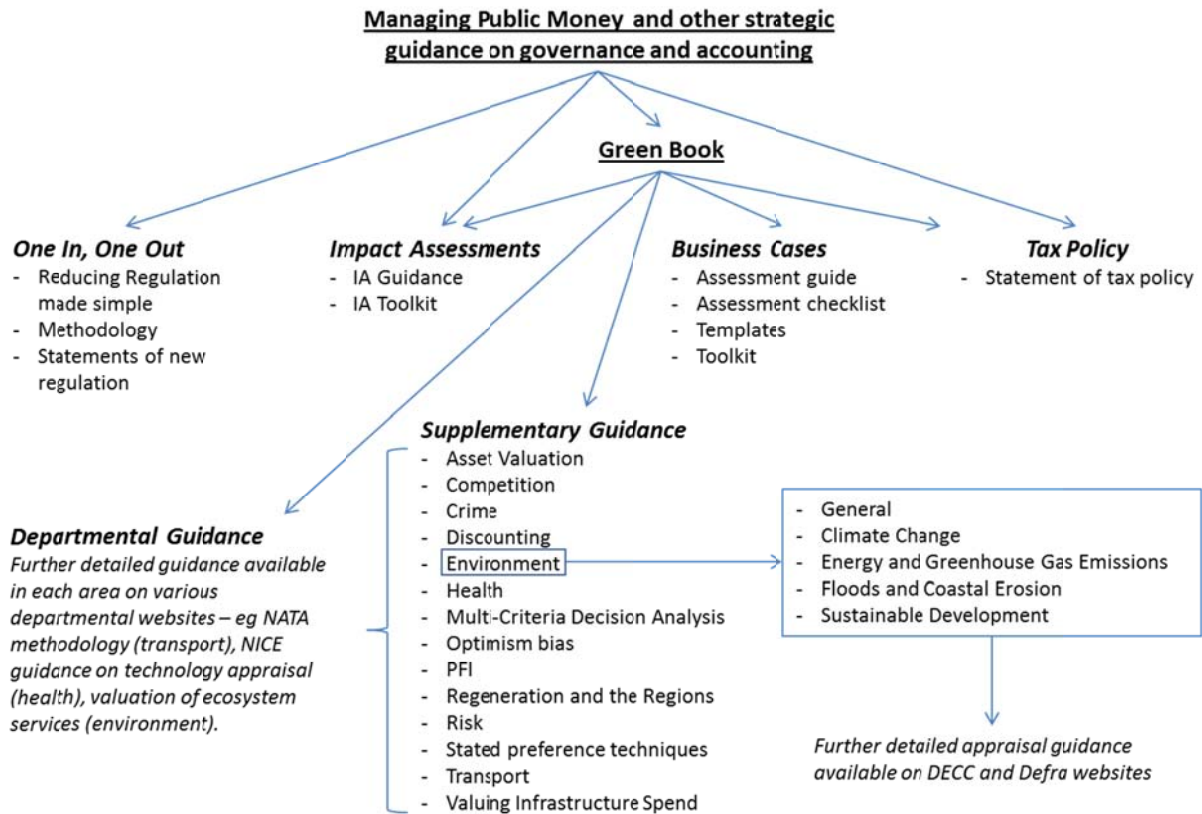 Managing Public Money and other strategic
guidance on governance and accounting
Green Book
One In, One Out
- Reducing Regulation
made simple
- Methodology
- Statements of new
regulation
Impact Assessments
- IA Guidance
- IA Toolkit
Business Cases
- Assessment guide
- Assessment checklist
- Templates
- Toolkit
Tax Policy
- Statement of tax policy
Departmental Guidance
Further detailed guidance available
in each area on various
departmental websites – eg NATA
methodology (transport), NICE
guidance on technology appraisal
(health), valuation of ecosystem
services (environment).
Supplementary Guidance
- Asset Valuation
- Competition
- Crime
- Discounting
- Environment
- Health
- Multi-Criteria Decision Analysis
- Optimism bias
- PFI
- Regeneration and the Regions
- Risk
- Stated preference techniques
- Transport
- Valuing Infrastructure Spend
- General
- Climate Change
- Energy and Greenhouse Gas Emissions
- Floods and Coastal Erosion
- Sustainable Development
Further detailed appraisal guidance
available on DECC and Defra websites